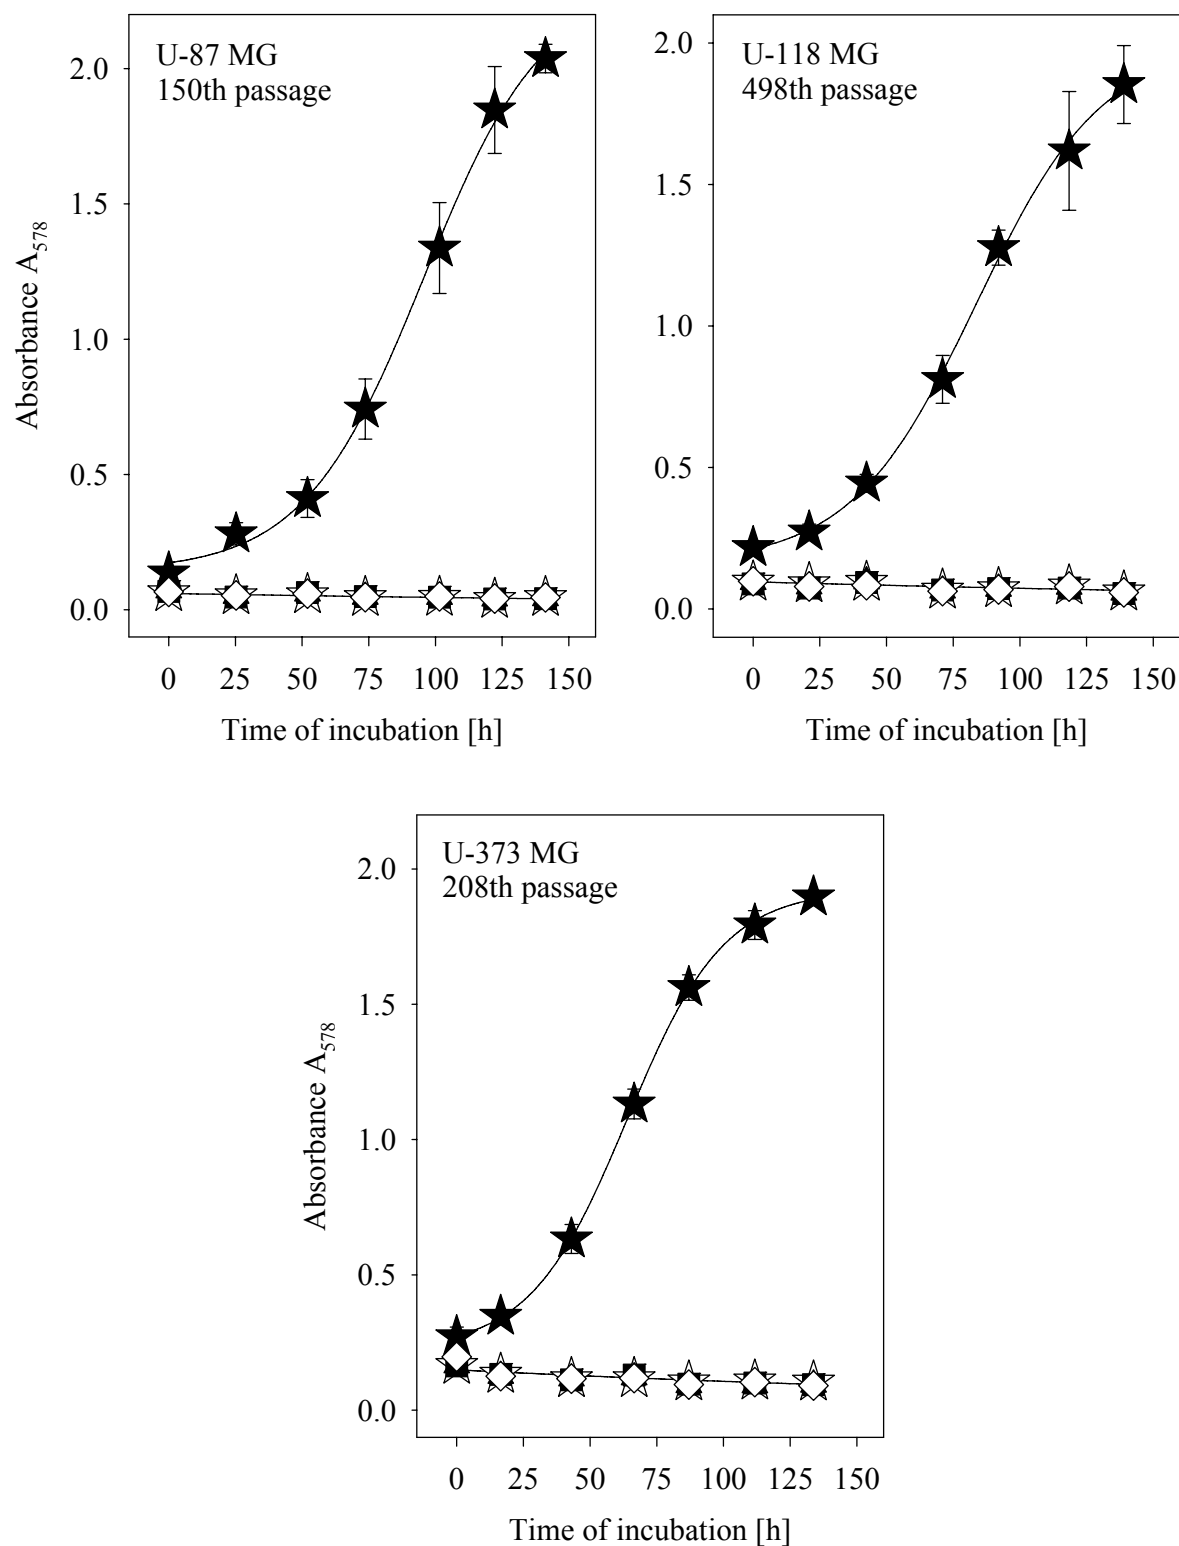 U-87 MG
150th passage
2.0
1.5
1.0
0.5
0.0
Absorbance A578
0 25 50 75 100 125 150
Time of incubation [h]
U-118 MG
498th passage
2.0
1.5
1.0
0.5
0.0
0 25 50 75 100 125 150
Time of incubation [h]
U-373 MG
208th passage
2.0
1.5
1.0
0.5
0.0
Absorbance A578
0 25 50 75 100 125 150
Time of incubation [h]